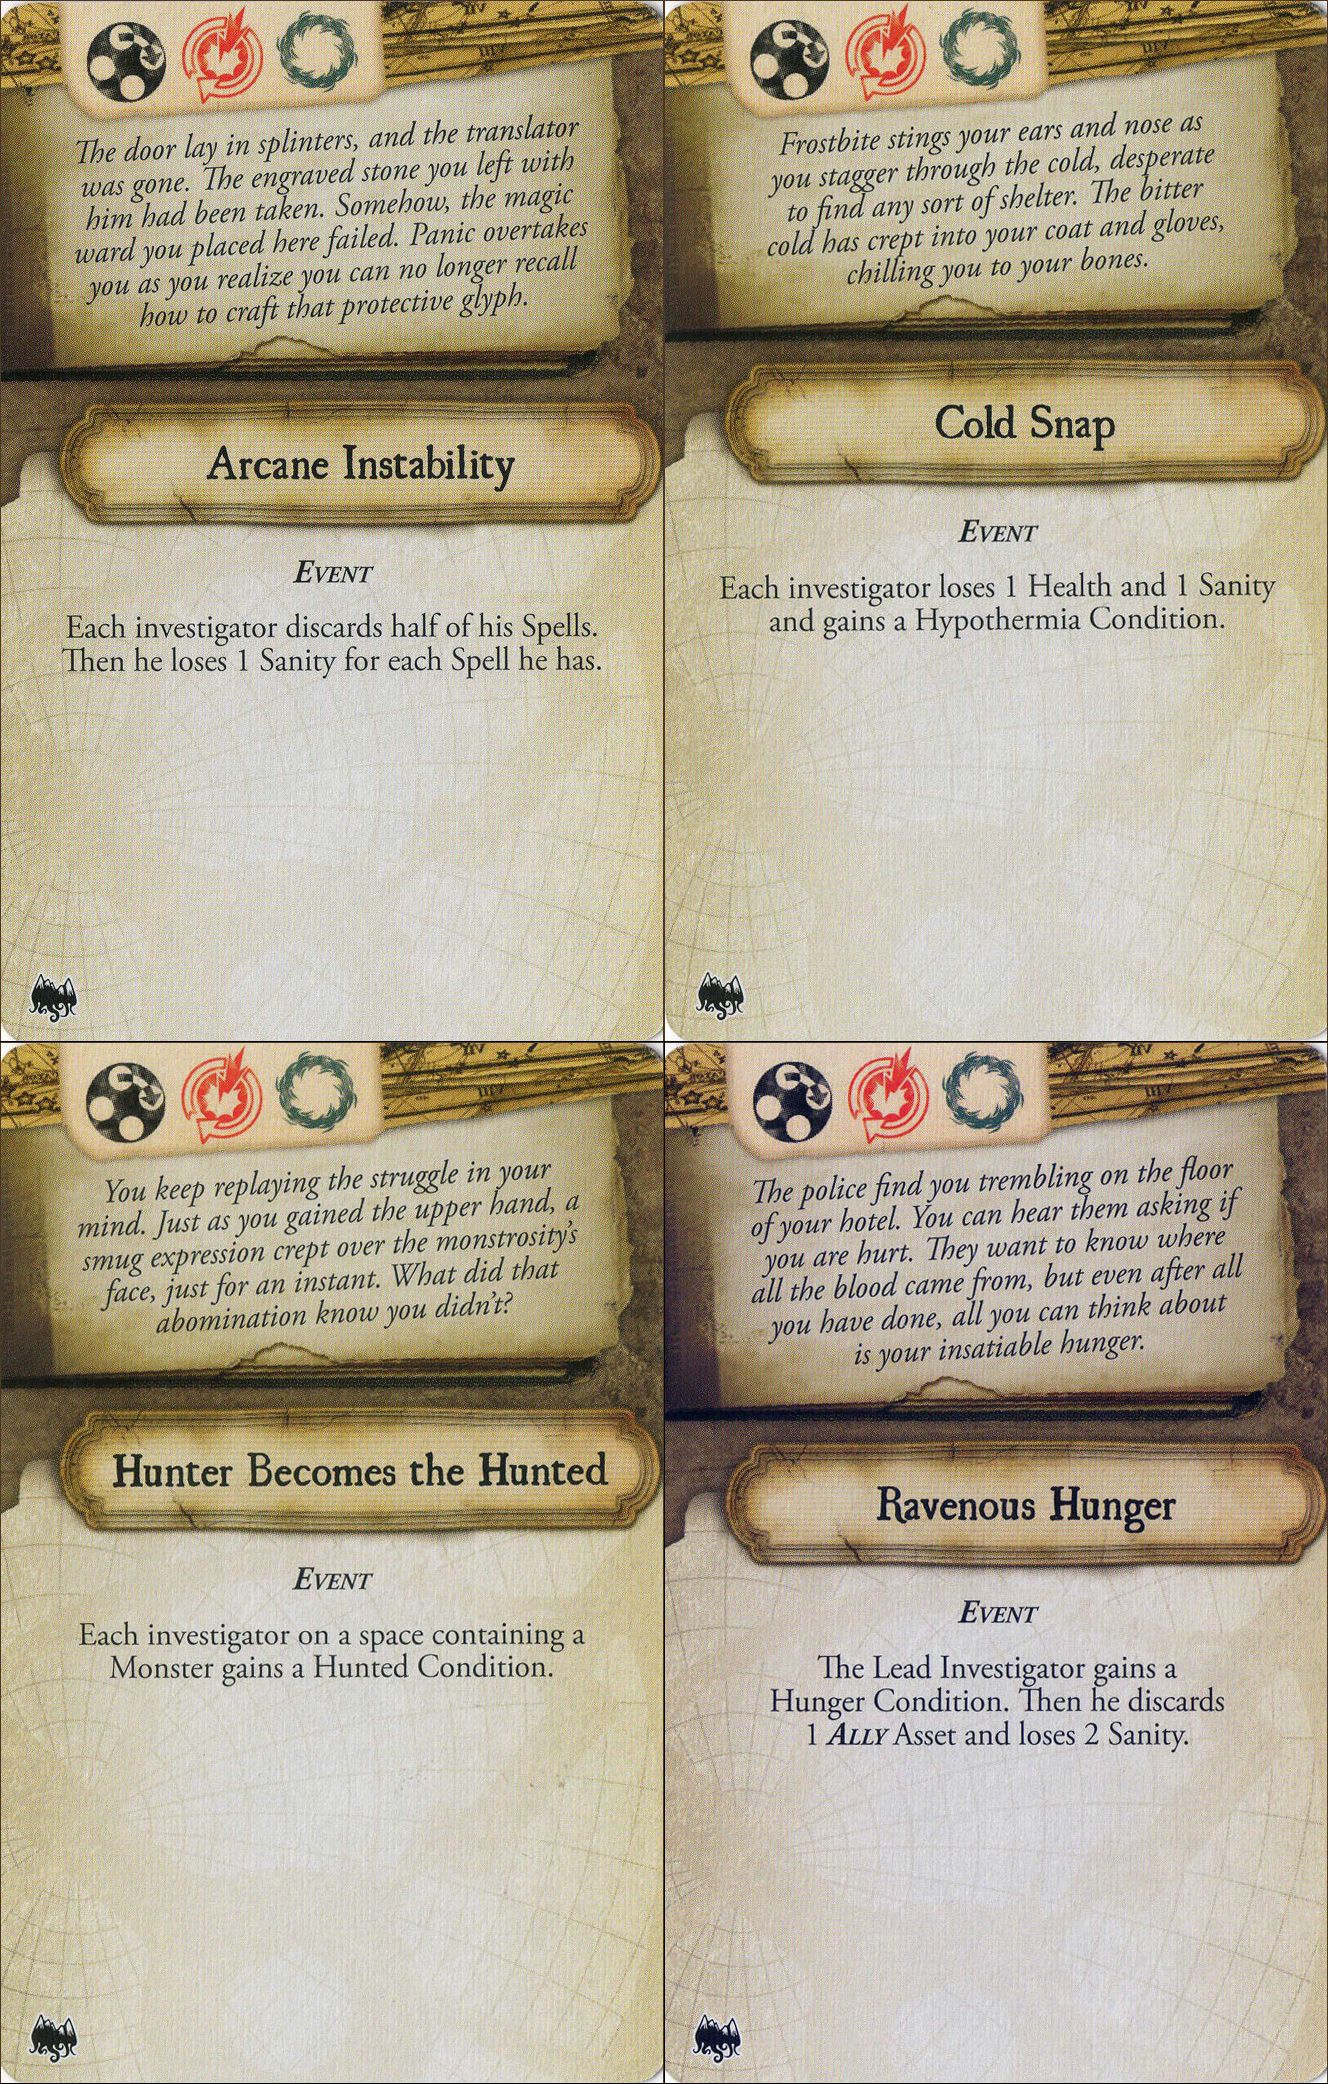 The door lay in splinters, and the translator
was gone. The engraved stone you left with
him had been taken. Somehow, the magic
ward you placed here failed. Panic overtakes
you as you realize you can no longer recall
how to craft that protective glyph.
Arcane Instability
EVENT
Each investigator discards half of his Spells.
Then he loses 1 Sanity for each Spell he has.
Frostbite stings your ears and nose as
you stagger through the cold, desperate
to find any sort of shelter. The bitter
cold has crept into your coat and gloves,
chilling you to your bones.
Cold Snap
EVENT
Each investigator loses 1 Health and 1 Sanity
and gains a Hypothermia Condition.
You keep replaying the struggle in your
mind. Just as you gained the upper hand, a
smug expression crept over the monstrosity's
face, just for an instant. What did that
abomination know you didn't?
Hunter Becomes the Hunted
EVENT
Each investigator on a space containing a
Monster gains a Hunted Condition.
The police find you trembling on the floor
of your hotel. You can hear them asking if
you are hurt. They want to know where
all the blood came from, but even after all
you have done, all you can think about
is your insatiable hunger.
Ravenous Hunger
EVENT
The Lead Investigator gains a
Hunger Condition. Then he discards
1 ALLY Asset and loses 2 Sanity.